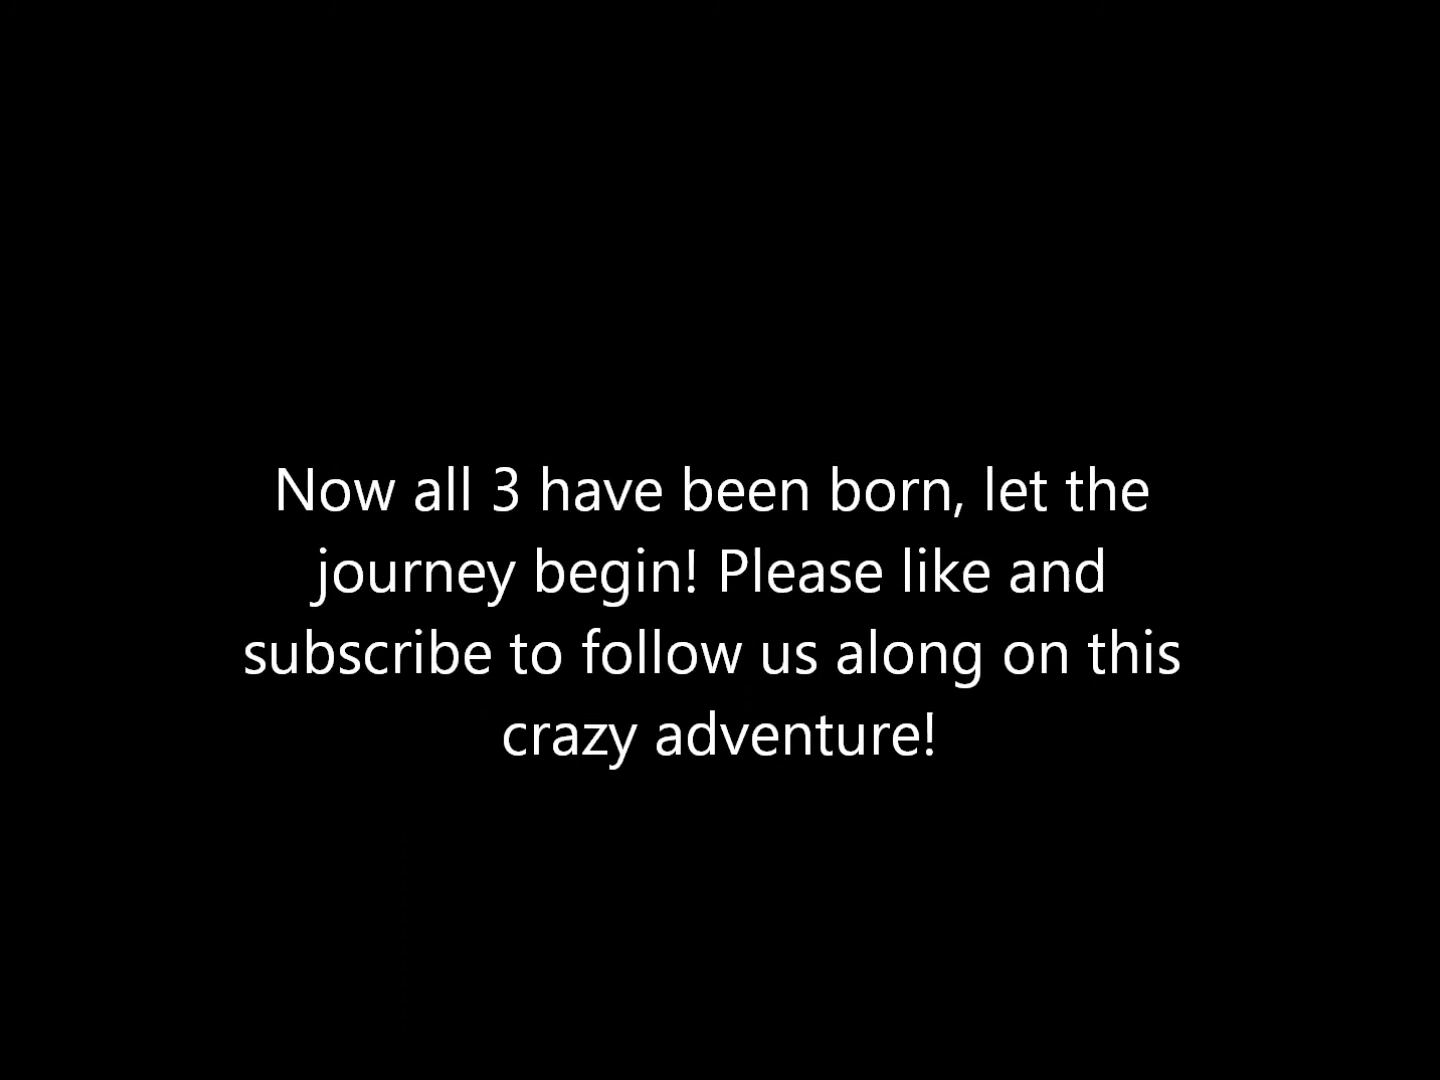 Now all 3 have been born, let the
journey begin! Please like and
subscribe to follow us along on this
crazy adventure!